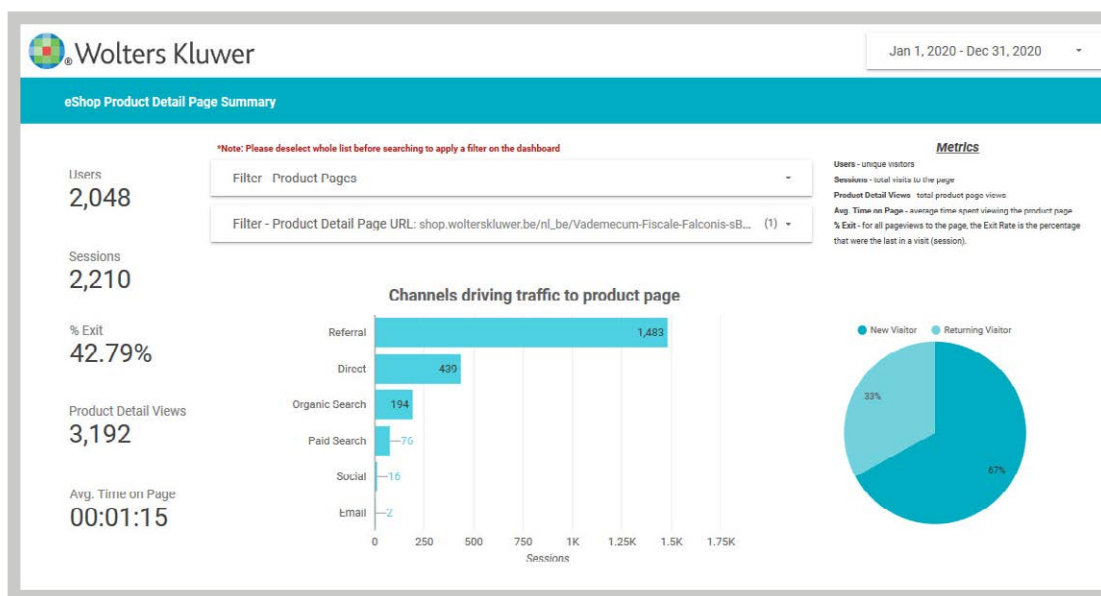 ® Wolters Kluwer
Jan 1, 2020 - Dec 31, 2020
eShop Product Detail Page Summary
*Note: Please deselect whole list before searching to apply a filter on the dashboard
Filter Product Pages
Filter - Product Detail Page URL: shop.wolterskluwer.be/nl_be/Vademecum-Fiscale-Falconis-sB... (1)
Metrics
Users - unique visitors
Sessions - total visits to the page
Product Detail Views total product page views
Avg. Time on Page - average time spent viewing the product page
% Exit - for all pageviews to the page, the Exit Rate is the percentage
that were the last in a visit (session).
Users
2,048
Sessions
2,210
% Exit
42.79%
Product Detail Views
3,192
Avg. Time on Page
00:01:15
Channels driving traffic to product page
Referral 1,483
Direct 439
Organic Search 194
Paid Search 76
Social 16
Email 2
0 250 500 750 1K 1.25K 1.5K 1.75K
Sessions
New Visitor Returning Visitor
33%
67%